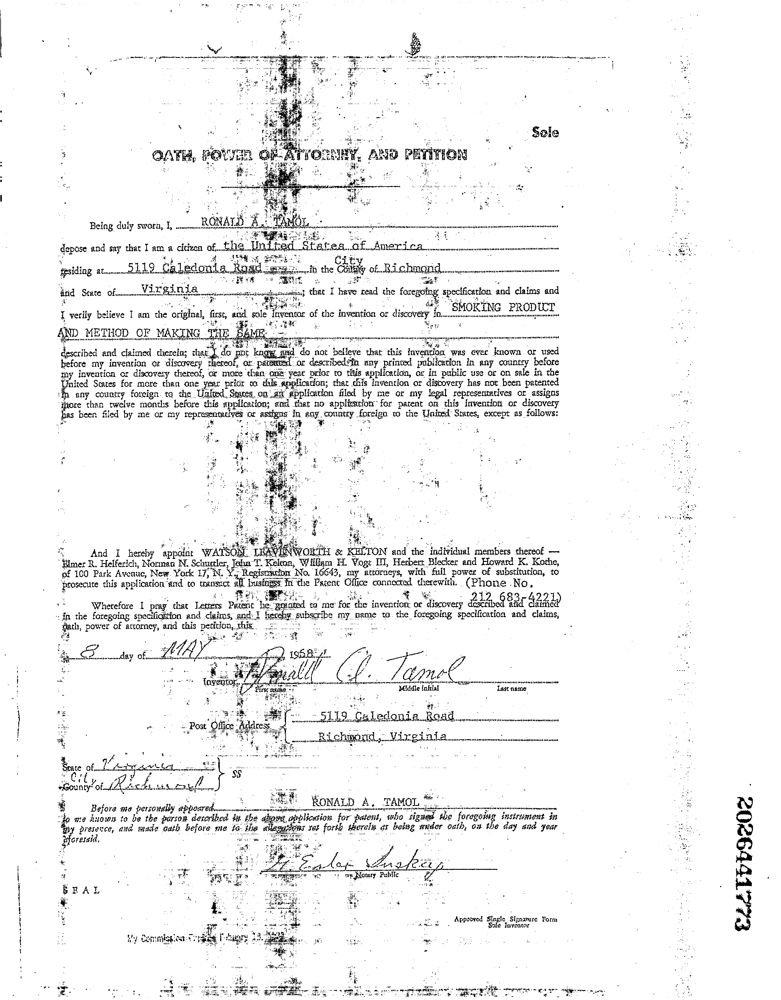 Sole
OATH, POWER OF ATTORNEY, AND PETITION
Being duly sworn, I, RONALD A. TAMOL
depose and say that I am a citizen of the United States of America
residing at 5119 Caledonia Road in the County City of Richmond
and State of Virginia ; that I have read the foregoing specification and claims and
I verily believe I am the original, first, and sole inventor of the invention or discovery in SMOKING PRODUCT
AND METHOD OF MAKING THE SAME
described and claimed therein; that I do not know and do not believe that this invention was ever known or used
before my invention or discovery thereof, or patented or described in any printed publication in any country before
my invention or discovery thereof, or more than one year prior to this application, or in public use or on sale in the
United States for more than one year prior to this application; that this invention or discovery has not been patented
in any country foreign to the United States on an application filed by me or my legal representatives or assigns
more than twelve months before this application; and that no application for patent on this invention or discovery
has been filed by me or my representatives or assigns in any country foreign to the United States, except as follows:
And I hereby appoint WATSON LEAVENWORTH & KELTON and the individual members thereof —
Elmer R. Helferich, Norman N. Schuttler, John T. Kelton, William H. Vogt III, Herbert Blecker and Howard K. Kothe,
of 100 Park Avenue, New York 17, N. Y., Registration No. 16643, my attorneys, with full power of substitution, to
prosecute this application and to transact all business in the Patent Office connected therewith. (Phone No.
212 683-4221)
Wherefore I pray that Letters Patent be granted to me for the invention or discovery described and claimed
in the foregoing specification and claims, and I hereby subscribe my name to the foregoing specification and claims,
oath, power of attorney, and this petition, this
8 day of MAY 1968
Inventor Ronald A. Tamol
First name Middle Initial Last name
Post Office Address 5119 Caledonia Road
Richmond, Virginia
State of Virginia
City
County of Richmond
SS
Before me personally appeared RONALD A. TAMOL
to me known to be the person described in the above application for patent, who signed the foregoing instrument in
my presence, and made oath before me to the allegations set forth therein as being under oath, on the day and year
aforesaid.
Notary Public
SEAL
Approved Single Signature Form
Sole Inventor
My Commission Expires February
2026441773